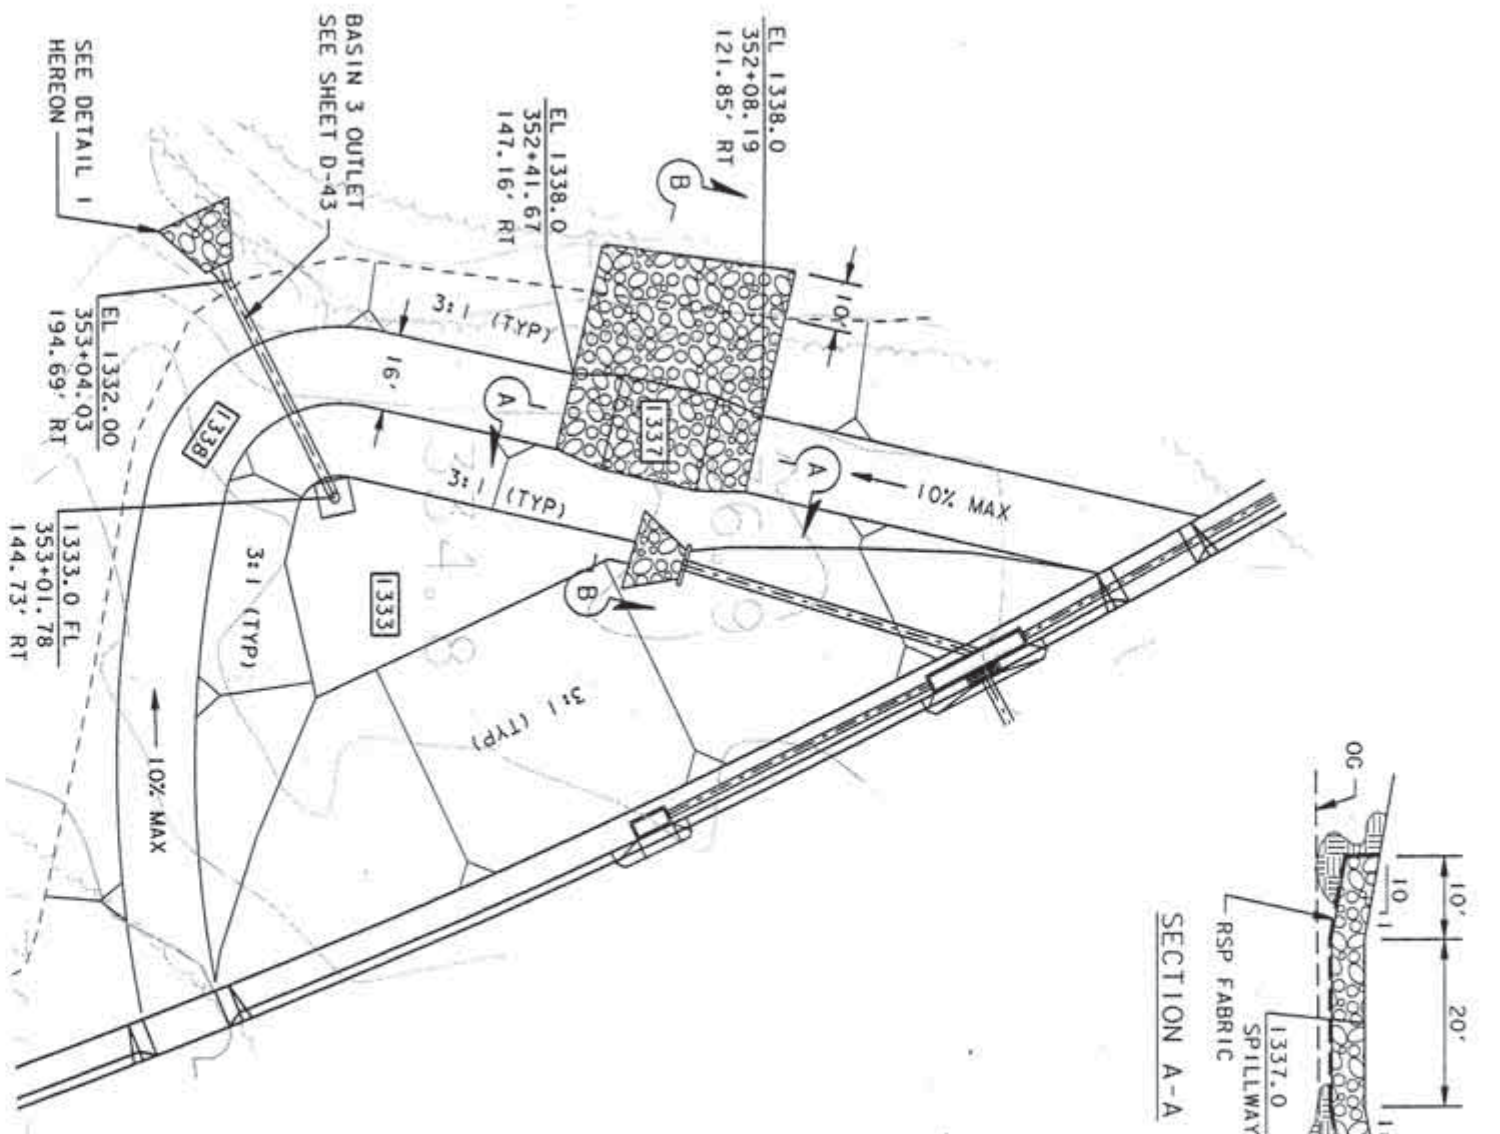 EL 1338.0
352+08.19
121.85' RT
B
10'
EL 1338.0
352+41.67
147.16' RT
BASIN 3 OUTLET
SEE SHEET D-43
SEE DETAIL 1
HEREON
EL 1332.00
353+04.03
194.69' RT
1333.0 FL
353+01.78
144.73' RT
3:1 (TYP)
16'
A
1337
1338
3:1 (TYP)
A
10% MAX
3:1 (TYP)
1333
B
3:1 (TYP)
10% MAX
OG
10'
20'
10
1
RSP FABRIC
1337.0
SPILLWAY
SECTION A-A